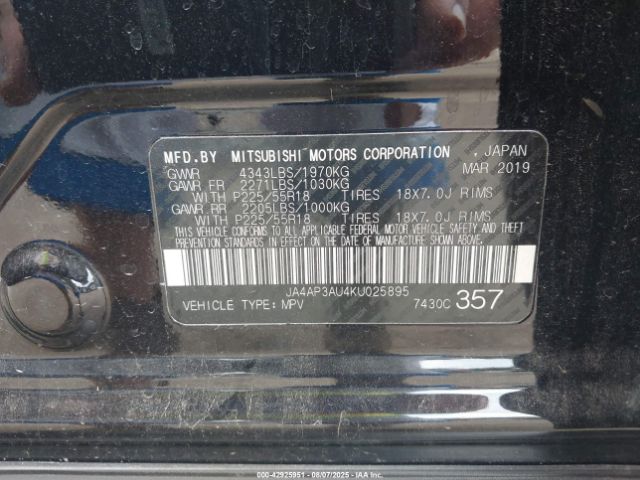 MFD.BY MITSUBISHI MOTORS CORPORATION , JAPAN
GVWR 4343LBS/1970KG MAR 2019
GAWR FR 2271LBS/1030KG
WITH P225/55R18 TIRES 18X7.0J RIMS
GAWR RR 2205LBS/1000KG
WITH P225/55R18 TIRES 18X7.0J RIMS
THIS VEHICLE CONFORMS TO ALL APPLICABLE FEDERAL MOTOR VEHICLE SAFETY AND THEFT
PREVENTION STANDARDS IN EFFECT ON THE DATE OF MANUFACTURE SHOWN ABOVE.
JA4AP3AU4KU025895
VEHICLE TYPE: MPV 7430C 357
000-42925951 - 08/07/2025 - IAAI.COM